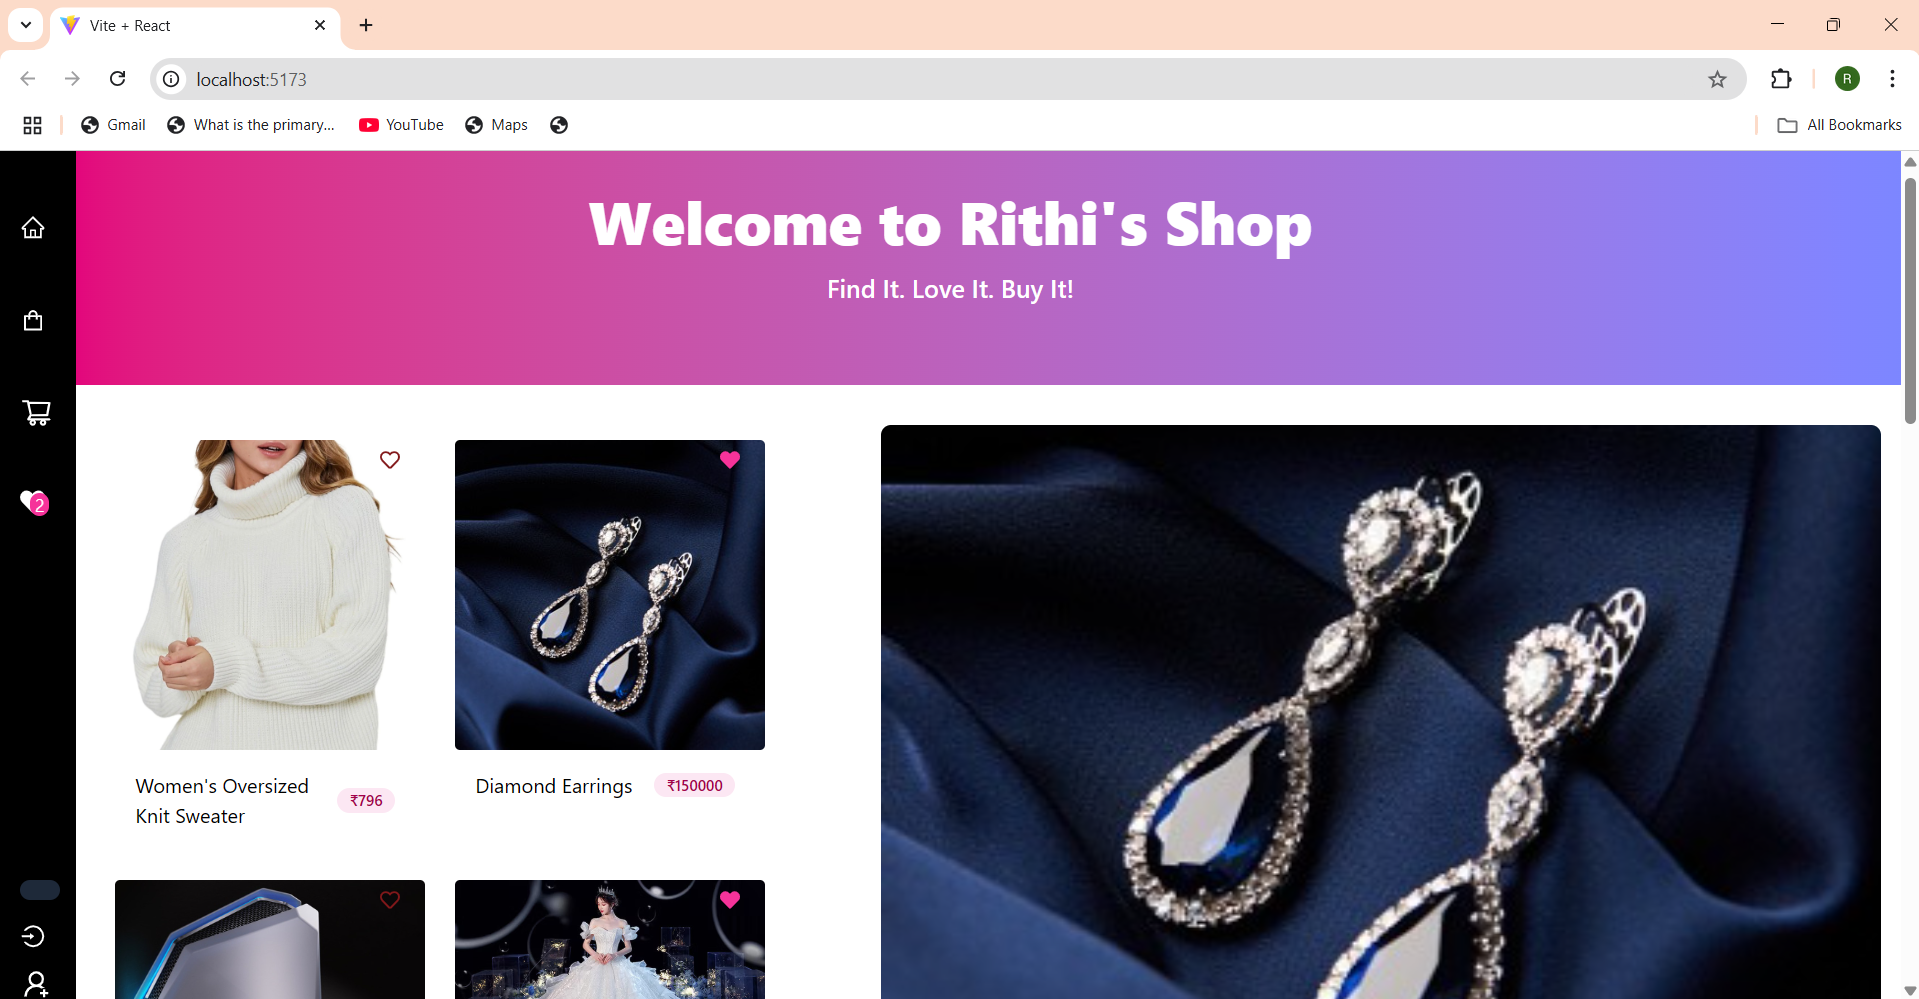 Vite + React
localhost:5173
Gmail
What is the primary...
YouTube
Maps
All Bookmarks
R
Welcome to Rithi's Shop
Find It. Love It. Buy It!
2
Women's Oversized
Knit Sweater
₹796
Diamond Earrings
₹150000